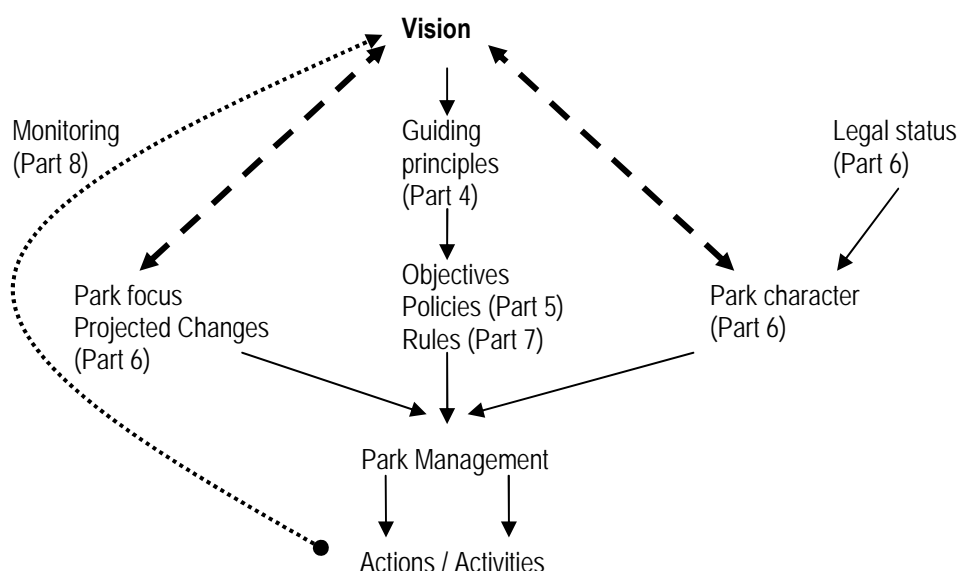 Vision
Monitoring
(Part 8)
Guiding
principles
(Part 4)
Legal status
(Part 6)
Park focus
Projected Changes
(Part 6)
Objectives
Policies (Part 5)
Rules (Part 7)
Park character
(Part 6)
Park Management
Actions / Activities